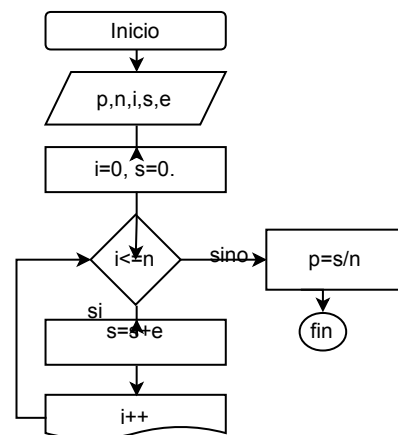 Inicio
p,n,i,s,e
i=0, s=0.
i<=n
sino
p=s/n
si
fin
s=s+e
i++